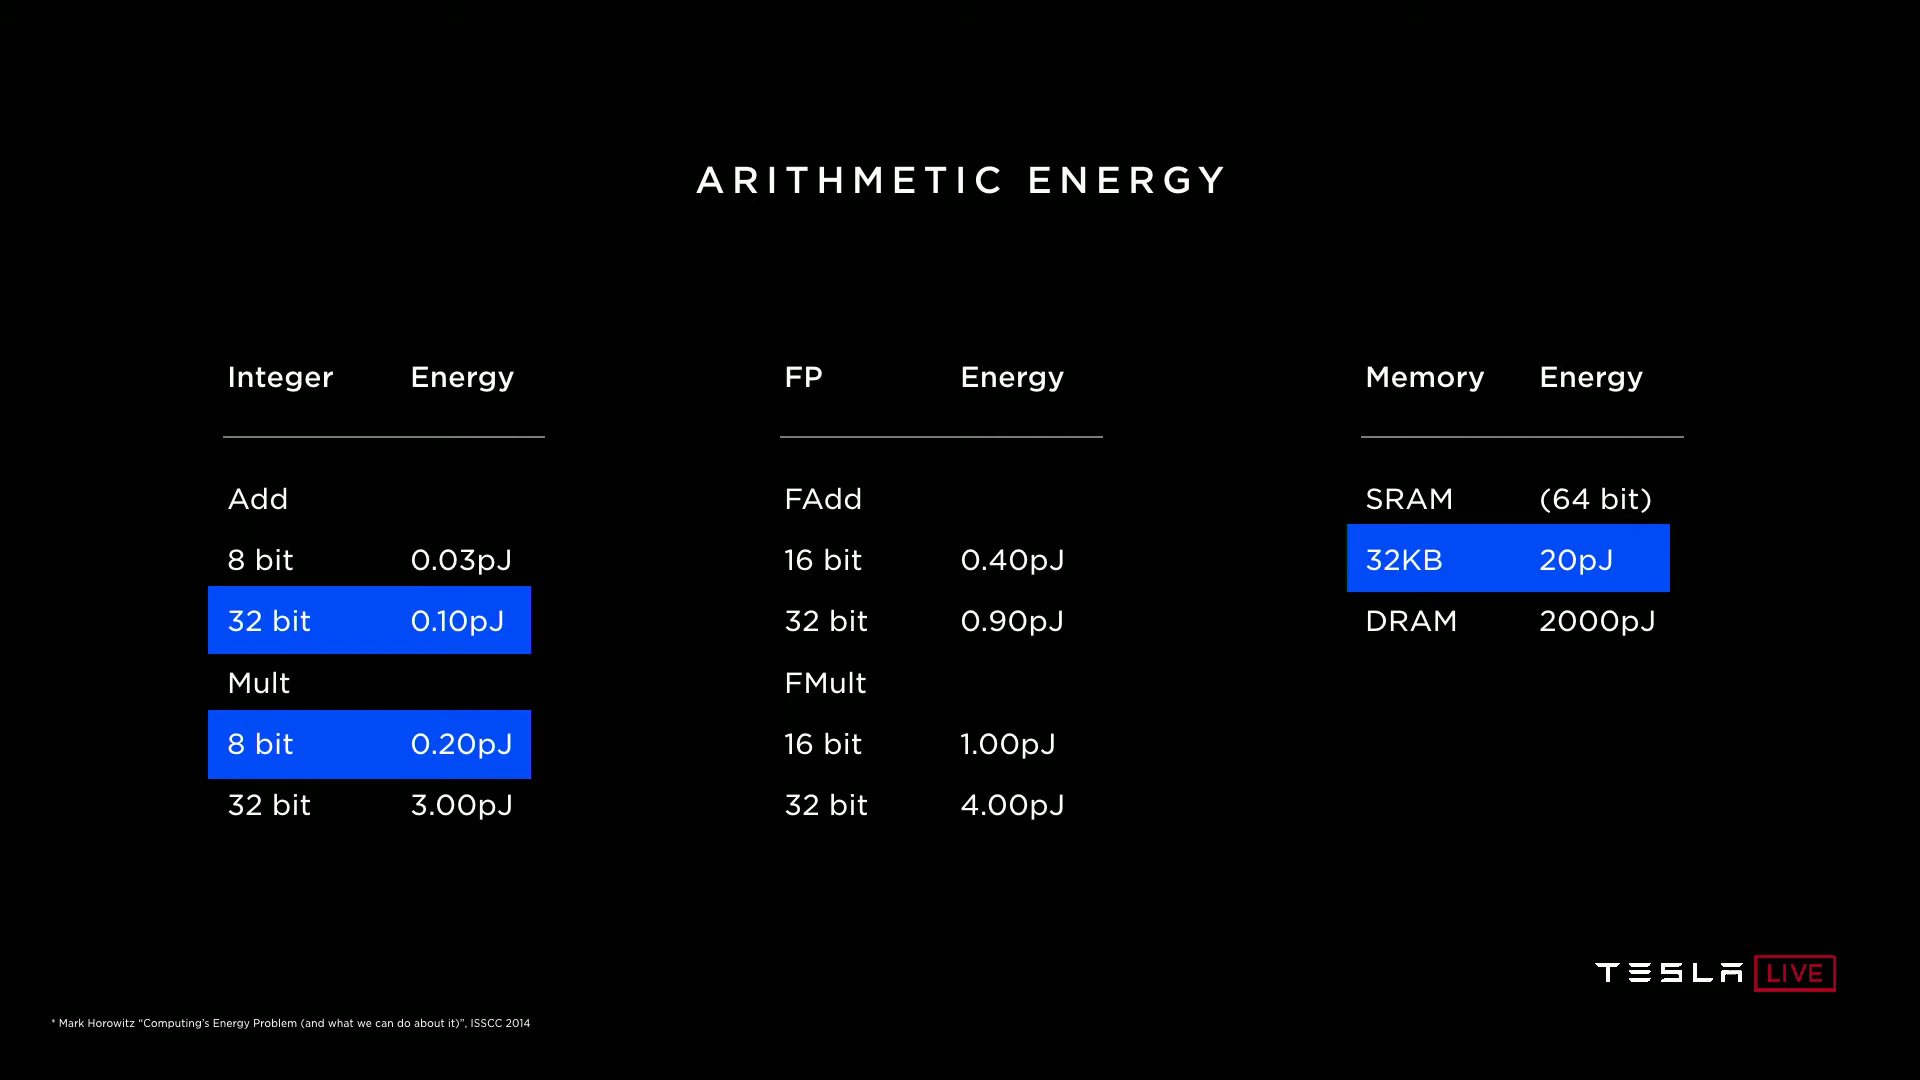 ARITHMETIC ENERGY
Integer Energy
Add
8 bit 0.03pJ
32 bit 0.10pJ
Mult
8 bit 0.20pJ
32 bit 3.00pJ
FP Energy
FAdd
16 bit 0.40pJ
32 bit 0.90pJ
FMult
16 bit 1.00pJ
32 bit 4.00pJ
Memory Energy
SRAM (64 bit)
32KB 20pJ
DRAM 2000pJ
TESLA LIVE
* Mark Horowitz “Computing’s Energy Problem (and what we can do about it)”, ISSCC 2014